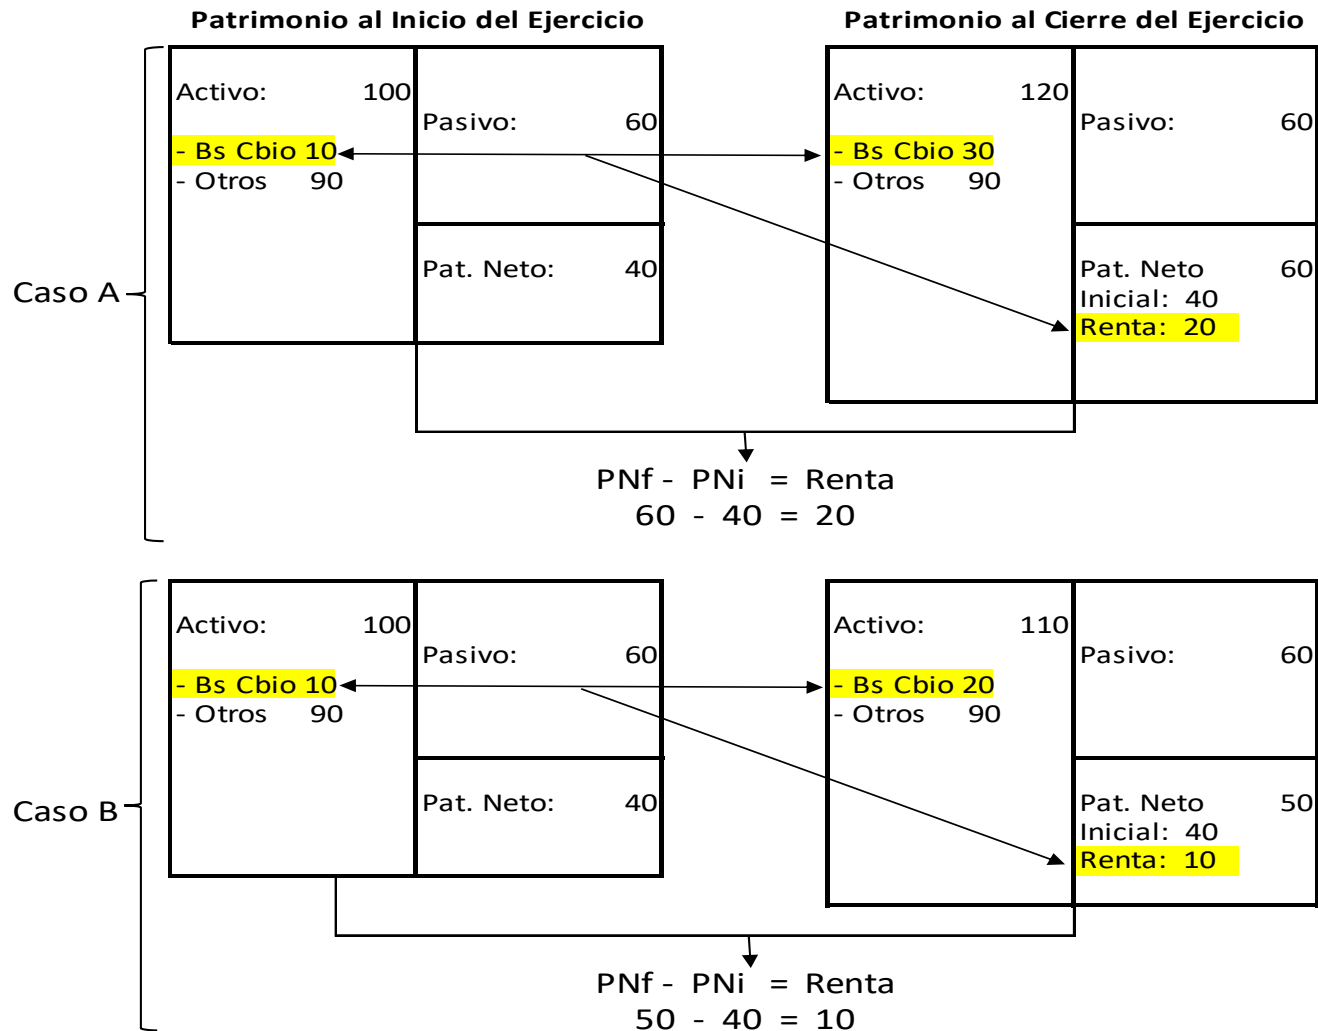 Patrimonio al Inicio del Ejercicio
Patrimonio al Cierre del Ejercicio
Caso A
Activo: 100
- Bs Cbio 10
- Otros 90
Pasivo: 60
Pat. Neto: 40
Activo: 120
- Bs Cbio 30
- Otros 90
Pasivo: 60
Pat. Neto 60
Inicial: 40
Renta: 20
PNf - PNi = Renta
60 - 40 = 20
Caso B
Activo: 100
- Bs Cbio 10
- Otros 90
Pasivo: 60
Pat. Neto: 40
Activo: 110
- Bs Cbio 20
- Otros 90
Pasivo: 60
Pat. Neto 50
Inicial: 40
Renta: 10
PNf - PNi = Renta
50 - 40 = 10